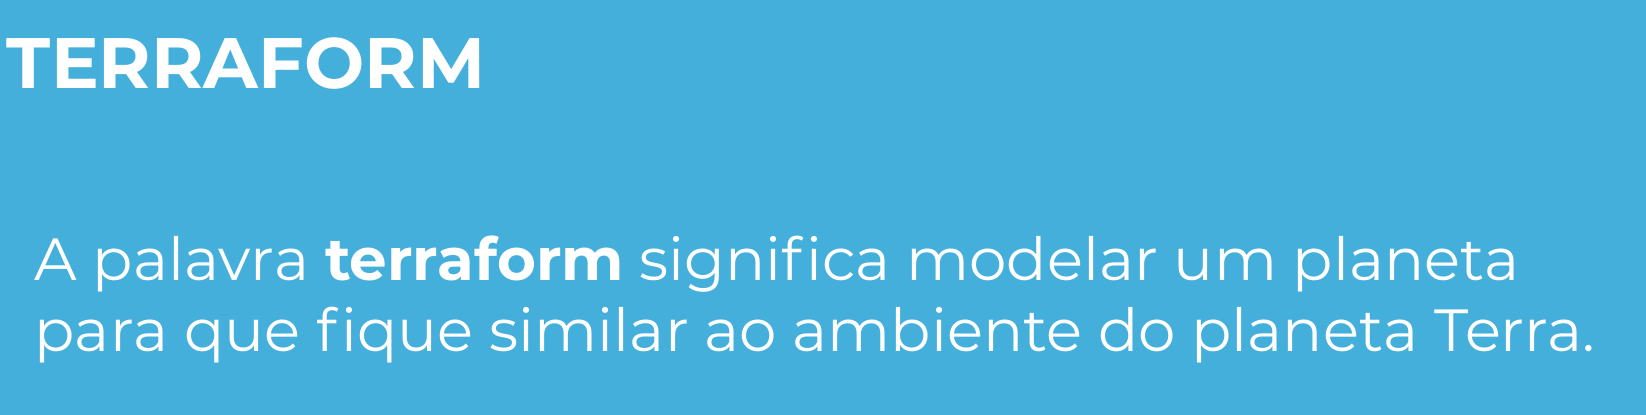 TERRAFORM
A palavra terraform significa modelar um planeta
para que fique similar ao ambiente do planeta Terra.